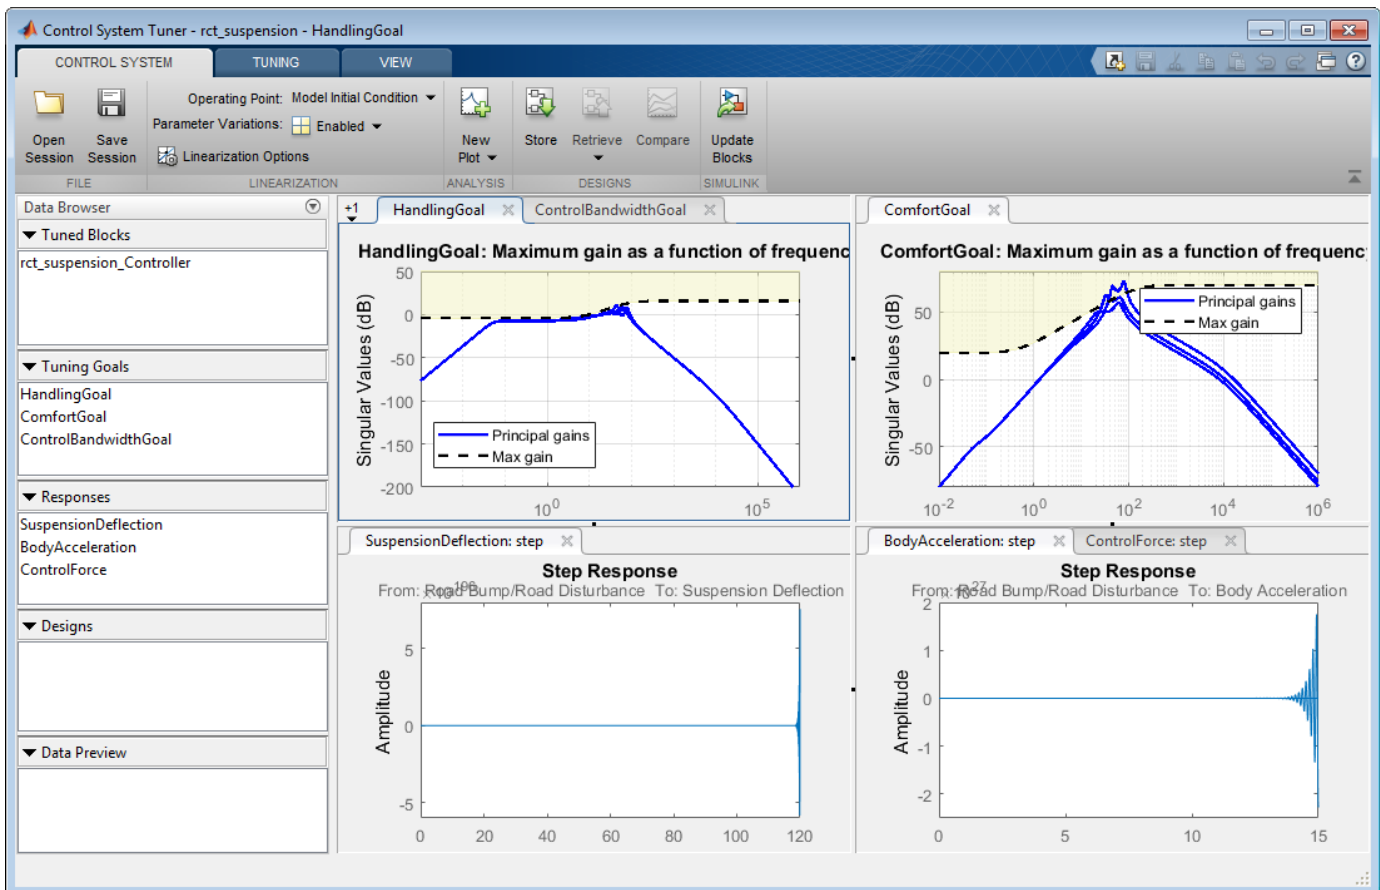 Control System Tuner - rct_suspension - HandlingGoal
CONTROL SYSTEM TUNING VIEW
Open Session
Save Session
Operating Point: Model Initial Condition
Parameter Variations: Enabled
Linearization Options
New Plot
Store
Retrieve
Compare
Update Blocks
FILE LINEARIZATION ANALYSIS DESIGNS SIMULINK
Data Browser
Tuned Blocks
rct_suspension_Controller
Tuning Goals
HandlingGoal
ComfortGoal
ControlBandwidthGoal
Responses
SuspensionDeflection
BodyAcceleration
ControlForce
Designs
Data Preview
+1 HandlingGoal ControlBandwidthGoal
HandlingGoal: Maximum gain as a function of frequenc
Singular Values (dB)
50
0
-50
-100
-150
-200
Principal gains
Max gain
10^0 10^5
ComfortGoal
ComfortGoal: Maximum gain as a function of frequenc
Singular Values (dB)
50
0
-50
Principal gains
Max gain
10^-2 10^0 10^2 10^4 10^6
SuspensionDeflection: step
Step Response
From: Road Bump/Road Disturbance To: Suspension Deflection
Amplitude
5
0
-5
0 20 40 60 80 100 120
BodyAcceleration: step ControlForce: step
Step Response
From: Road Bump/Road Disturbance To: Body Acceleration
Amplitude
2
1
0
-1
-2
0 5 10 15